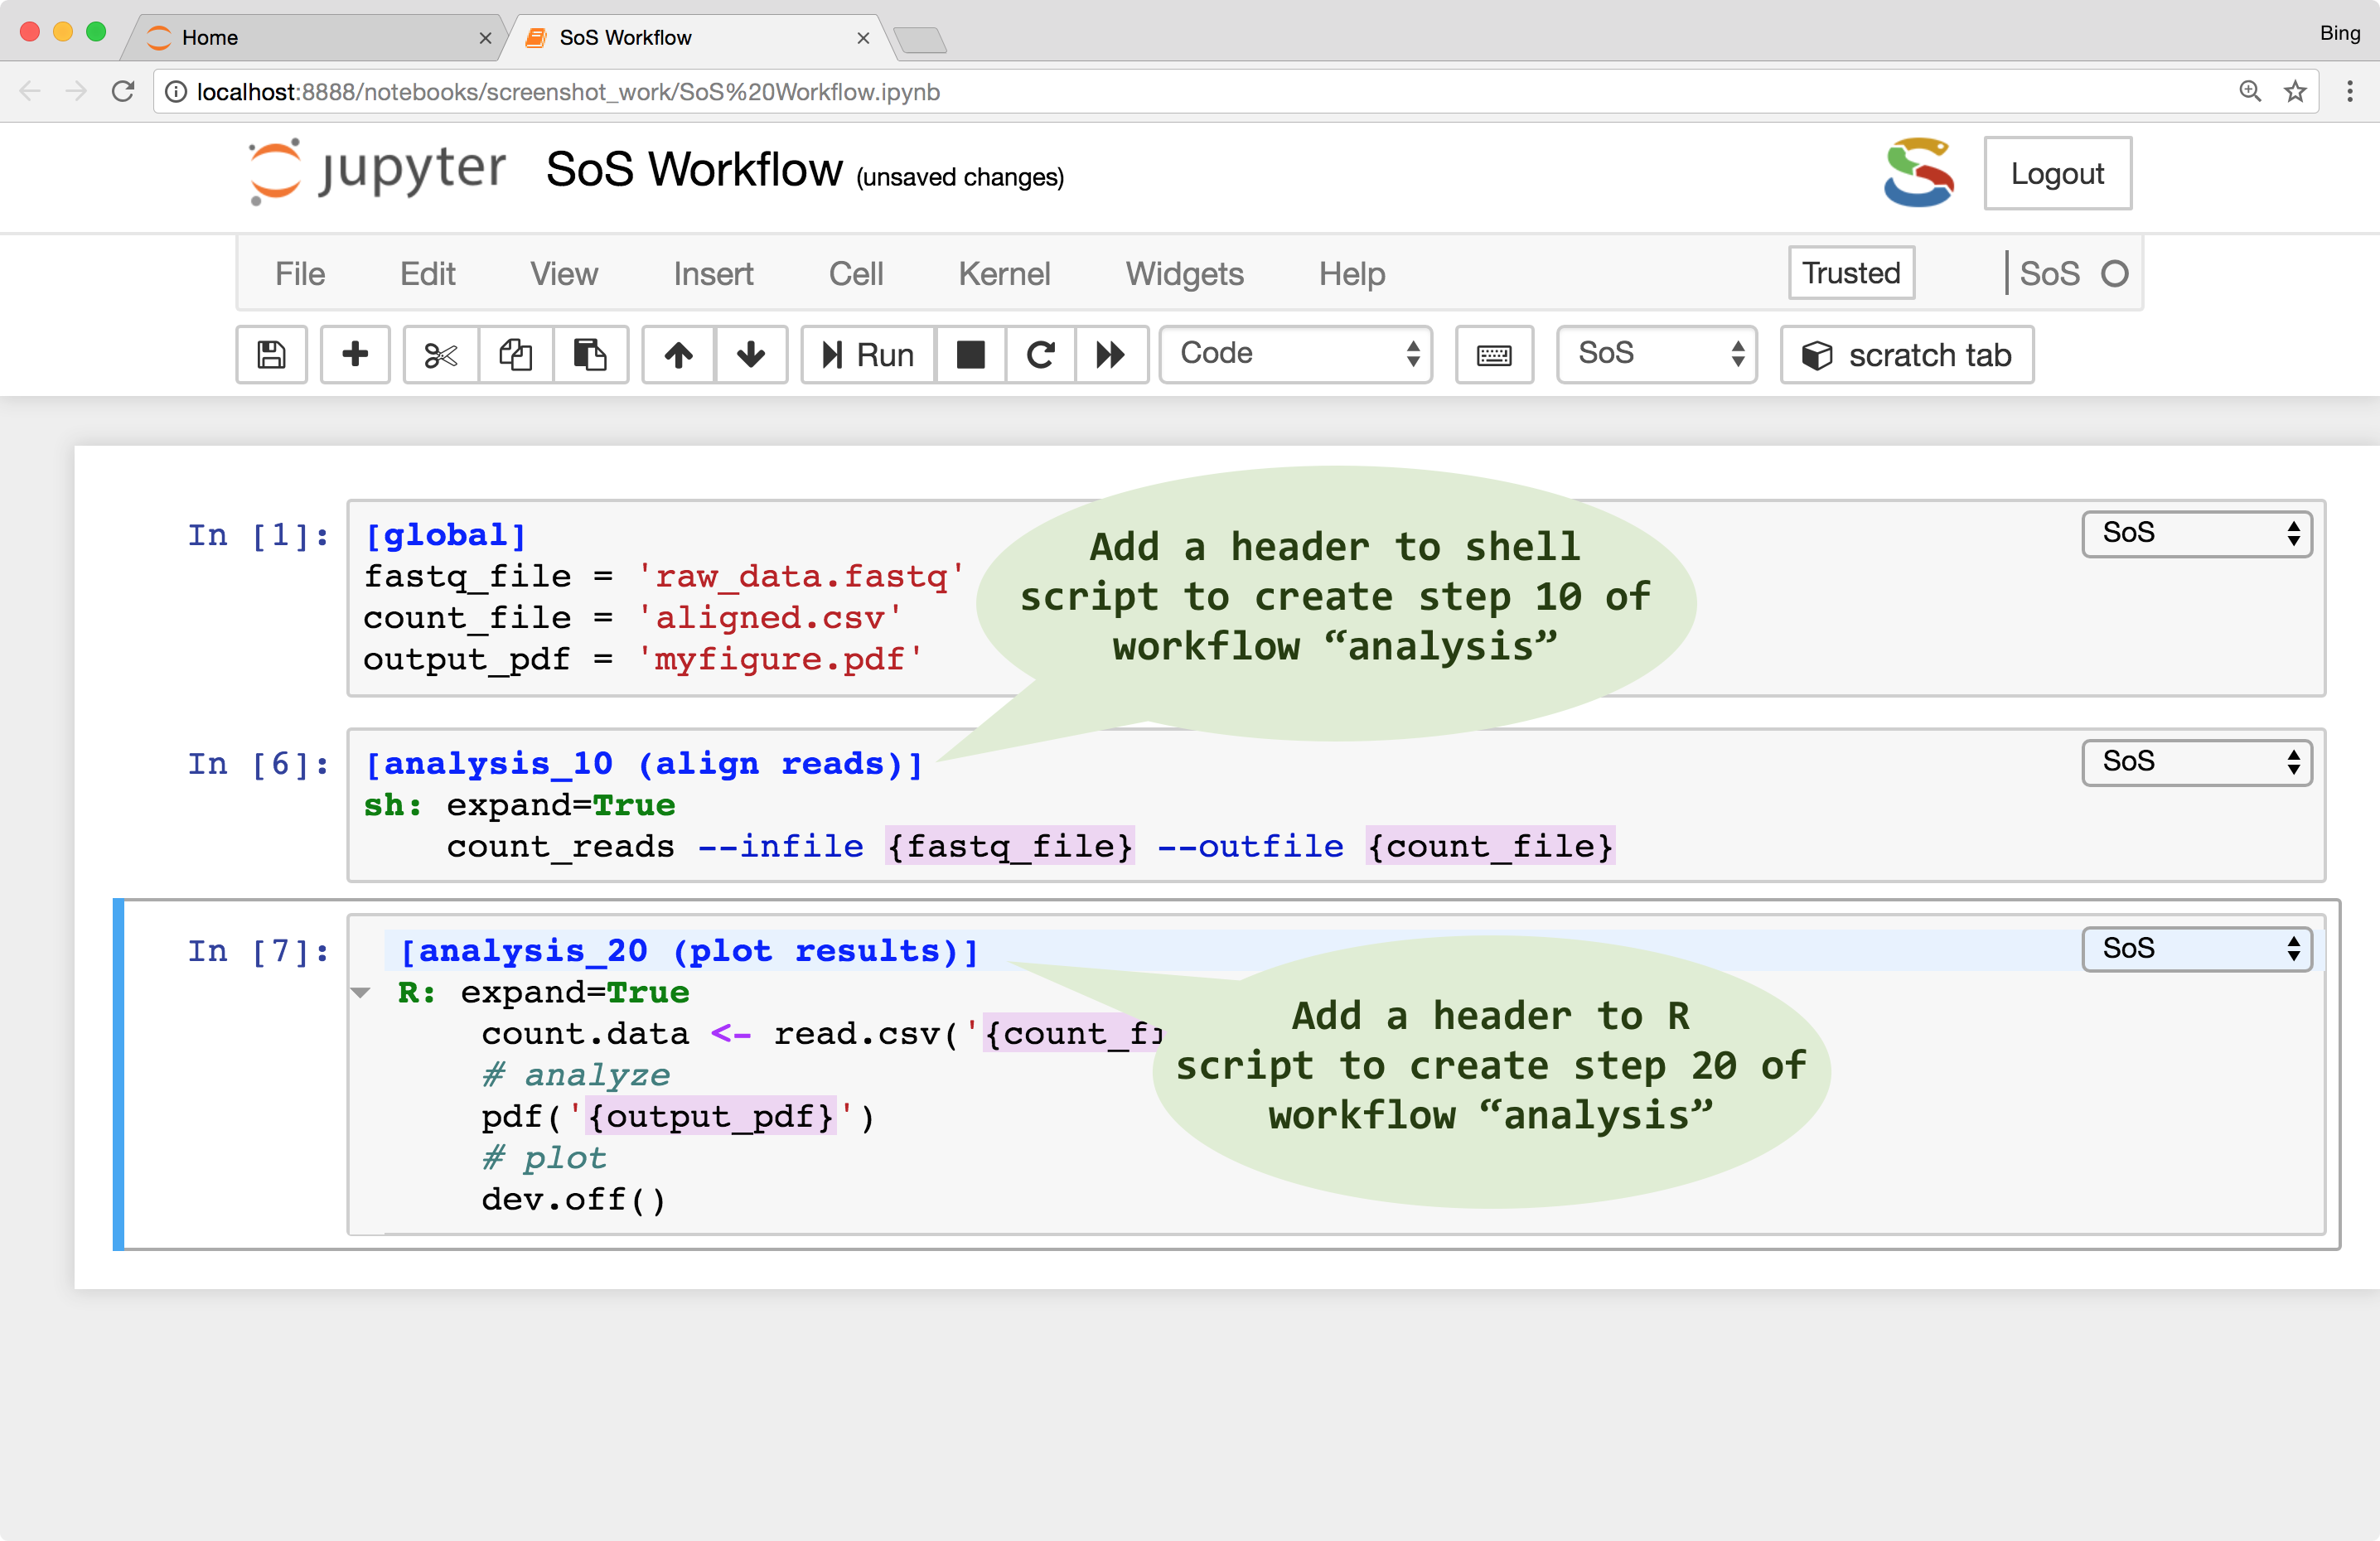 Home
SoS Workflow
Bing
localhost:8888/notebooks/screenshot_work/SoS%20Workflow.ipynb
jupyter SoS Workflow (unsaved changes)
Logout
File Edit View Insert Cell Kernel Widgets Help Trusted SoS
Run Code SoS scratch tab
In [1]: [global] SoS
fastq_file = 'raw_data.fastq'
count_file = 'aligned.csv'
output_pdf = 'myfigure.pdf'
Add a header to shell
script to create step 10 of
workflow “analysis”
In [6]: [analysis_10 (align reads)] SoS
sh: expand=True
count_reads --infile {fastq_file} --outfile {count_file}
In [7]: [analysis_20 (plot results)] SoS
R: expand=True
count.data <- read.csv('{count_
# analyze
pdf('{output_pdf}')
# plot
dev.off()
Add a header to R
script to create step 20 of
workflow “analysis”